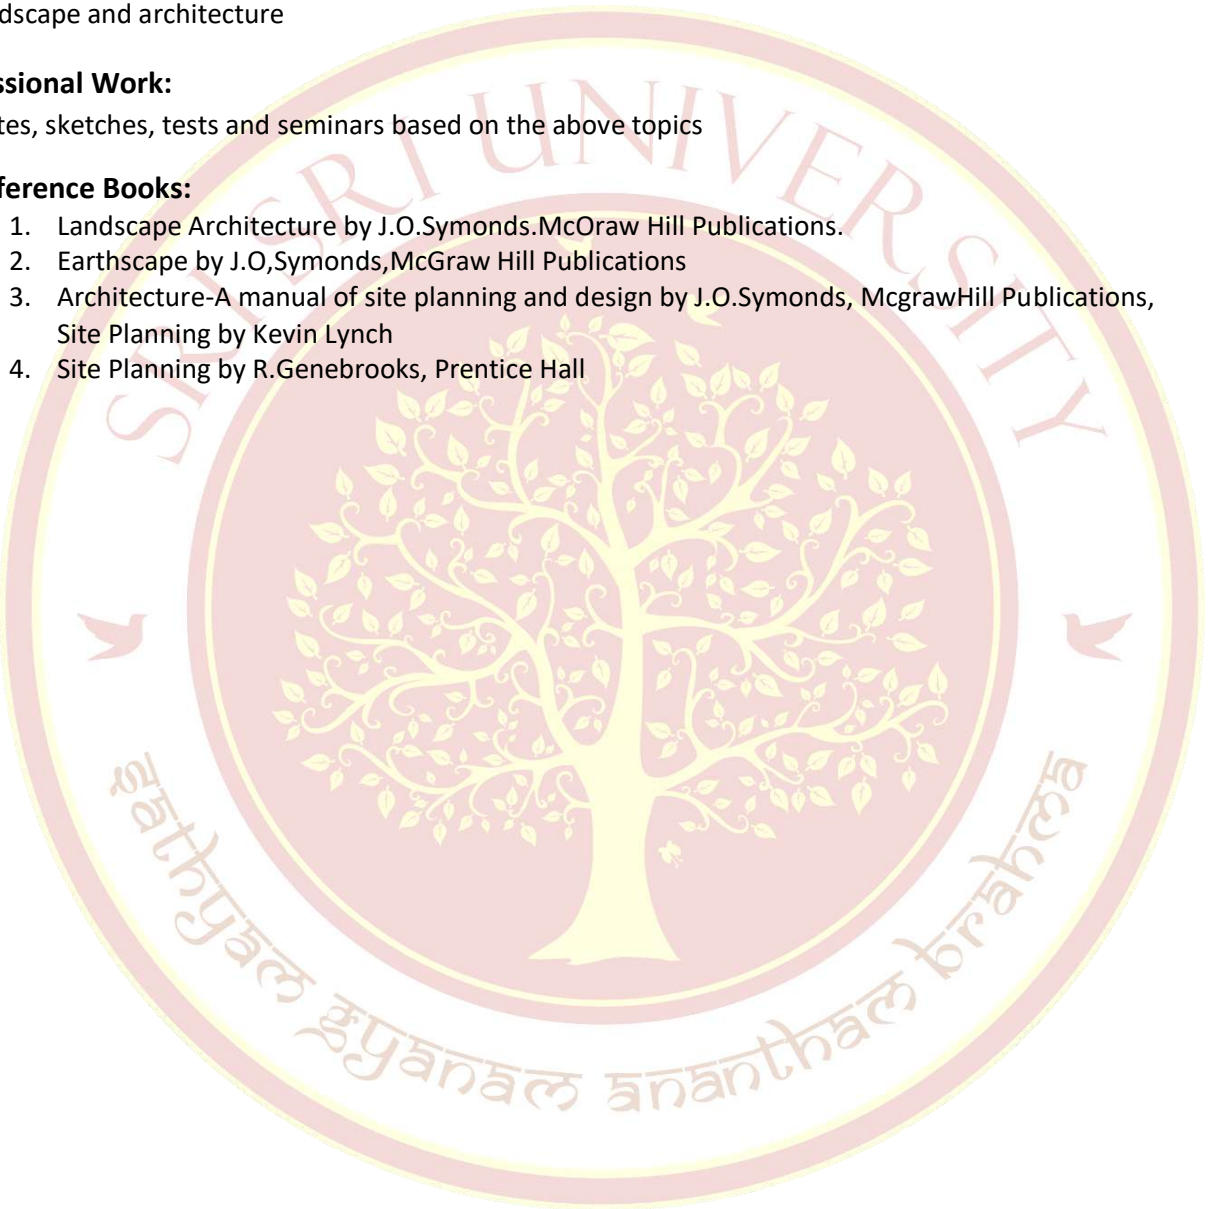 dscape and architecture
ssional Work:
tes, sketches, tests and seminars based on the above topics
ference Books:
1. Landscape Architecture by J.O.Symonds.McOraw Hill Publications.
2. Earthscape by J.O,Symonds,McGraw Hill Publications
3. Architecture-A manual of site planning and design by J.O.Symonds, McgrawHill Publications,
Site Planning by Kevin Lynch
4. Site Planning by R.Genebrooks, Prentice Hall
SRI SRI UNIVERSITY
sathyam gyanam anantham brahma